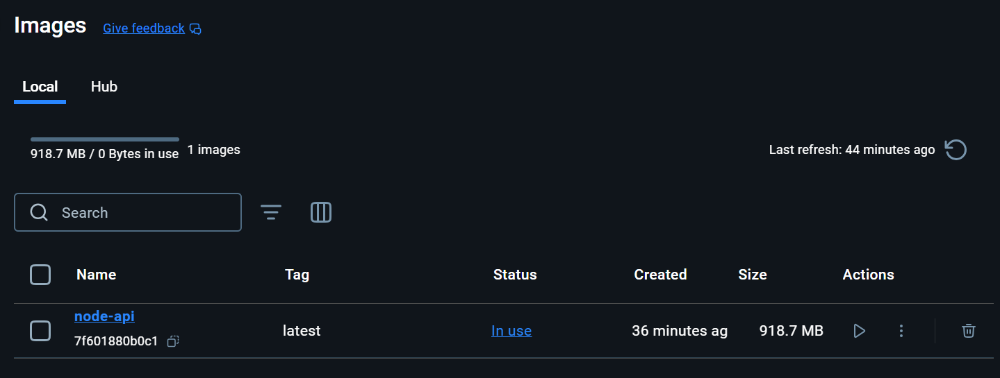 Images Give feedback
Local Hub
918.7 MB / 0 Bytes in use 1 images Last refresh: 44 minutes ago
Search
Name Tag Status Created Size Actions
node-api
7f601880b0c1 latest In use 36 minutes ag 918.7 MB